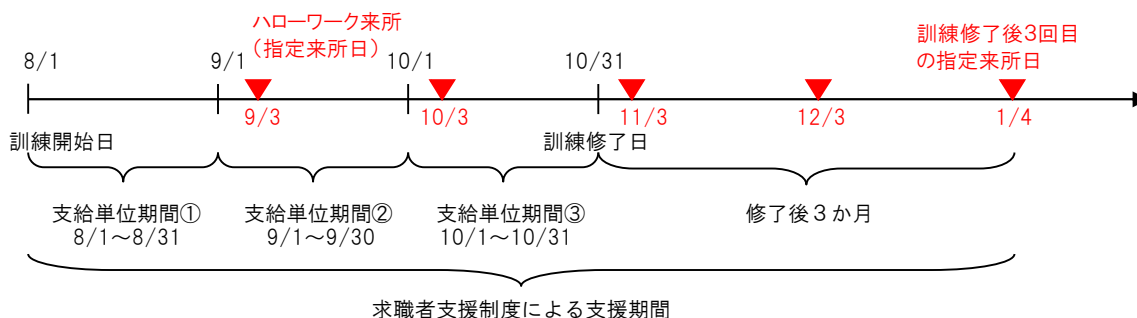 ハローワーク来所
（指定来所日）
訓練修了後3回目
の指定来所日
8/1
9/1
10/1
10/31
9/3
10/3
11/3
12/3
1/4
訓練開始日
訓練修了日
支給単位期間①
8/1～8/31
支給単位期間②
9/1～9/30
支給単位期間③
10/1～10/31
修了後３か月
求職者支援制度による支援期間